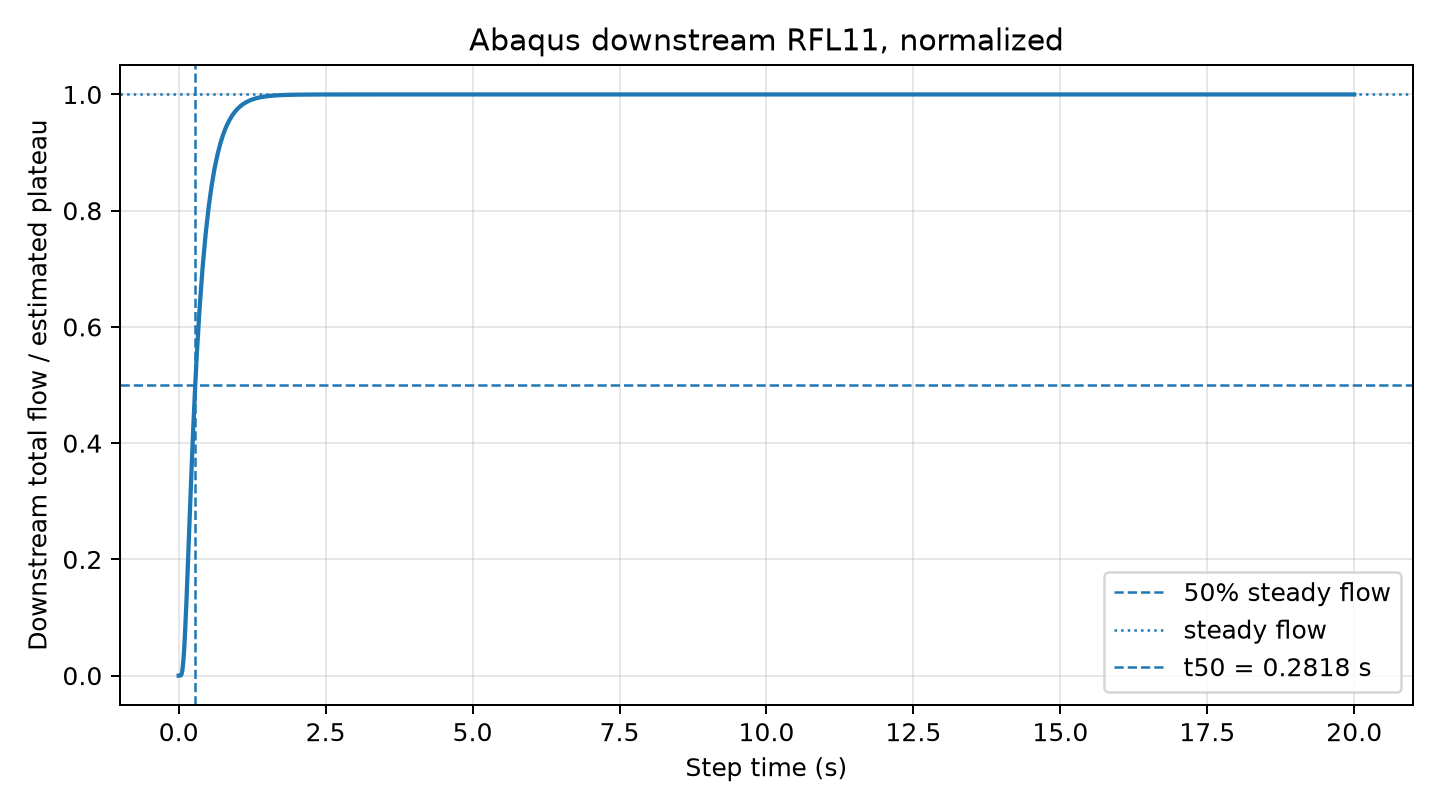 Abaqus downstream RFL11, normalized
Downstream total flow / estimated plateau
1.0
0.8
0.6
0.4
0.2
0.0
50% steady flow
steady flow
t50 = 0.2818 s
0.0 2.5 5.0 7.5 10.0 12.5 15.0 17.5 20.0
Step time (s)